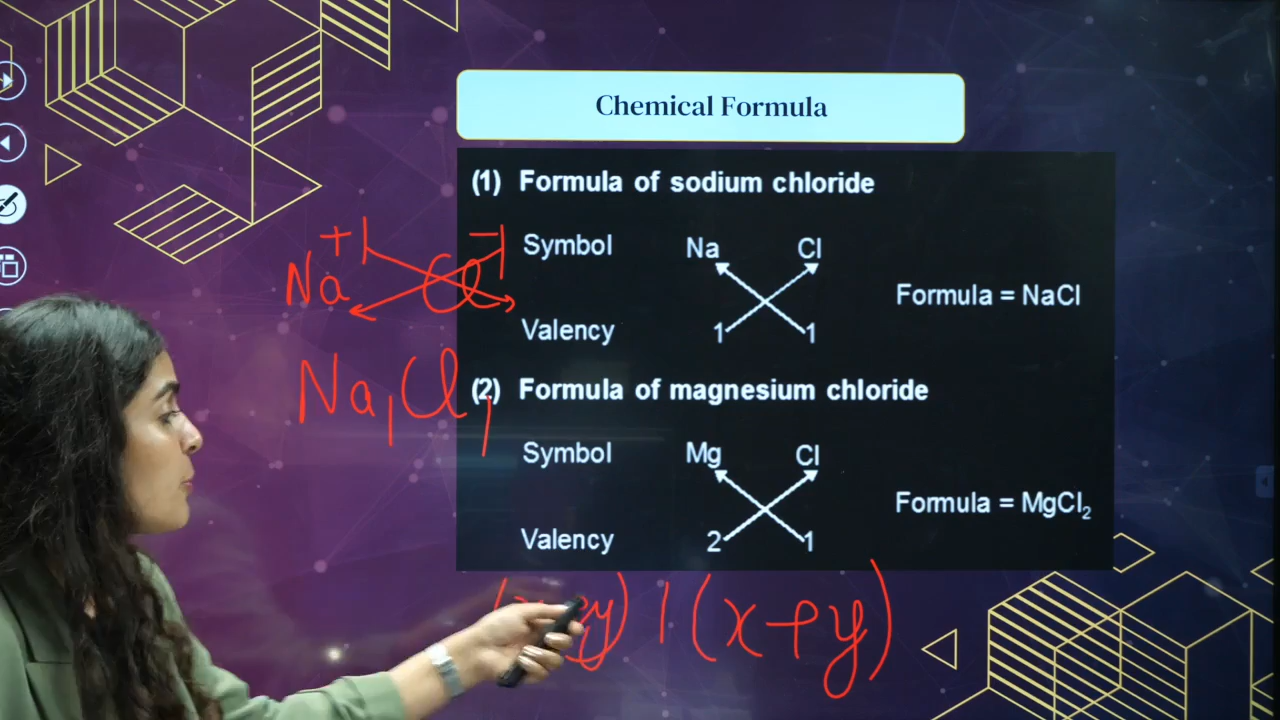 Chemical Formula
(1) Formula of sodium chloride
Symbol Na Cl
Formula = NaCl
Valency 1 1
(2) Formula of magnesium chloride
Symbol Mg Cl
Formula = MgCl₂
Valency 2 1
Na +1 Cl -1
Na₁Cl₁
y) 1(x+y)